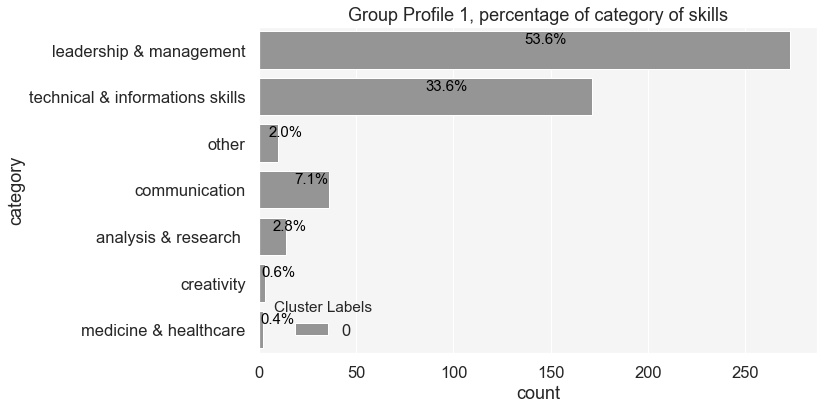 Group Profile 1, percentage of category of skills
leadership & management
53.6%
technical & informations skills
33.6%
other
2.0%
communication
7.1%
analysis & research
2.8%
creativity
0.6%
medicine & healthcare
0.4%
Cluster Labels
0
category
0 50 100 150 200 250
count